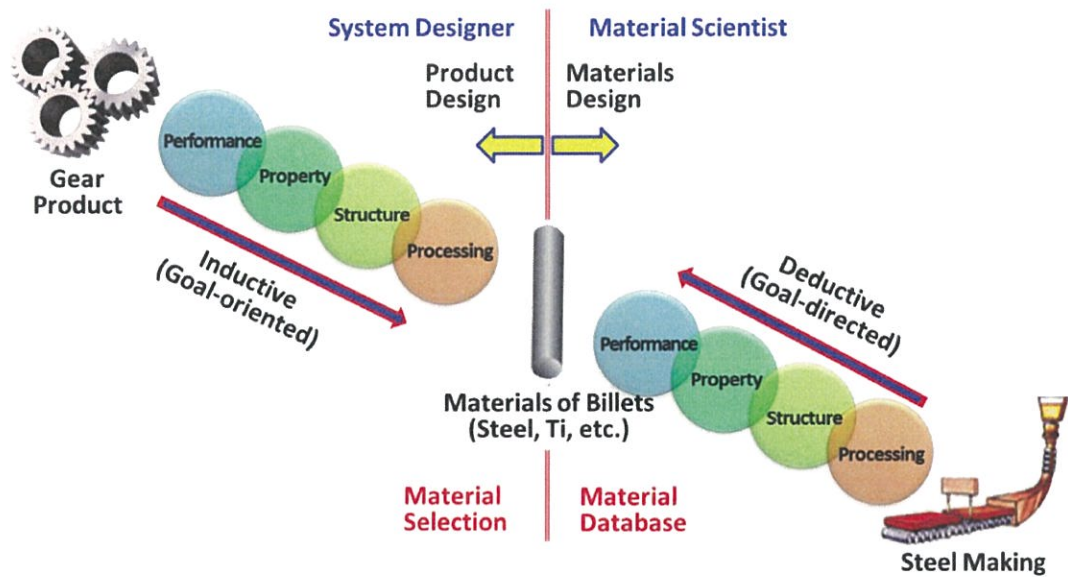 System Designer
Material Scientist
Product
Design
Materials
Design
Gear
Product
Performance
Property
Structure
Processing
Inductive
(Goal-oriented)
Deductive
(Goal-directed)
Performance
Property
Structure
Processing
Materials of Billets
(Steel, Ti, etc.)
Material
Selection
Material
Database
Steel Making